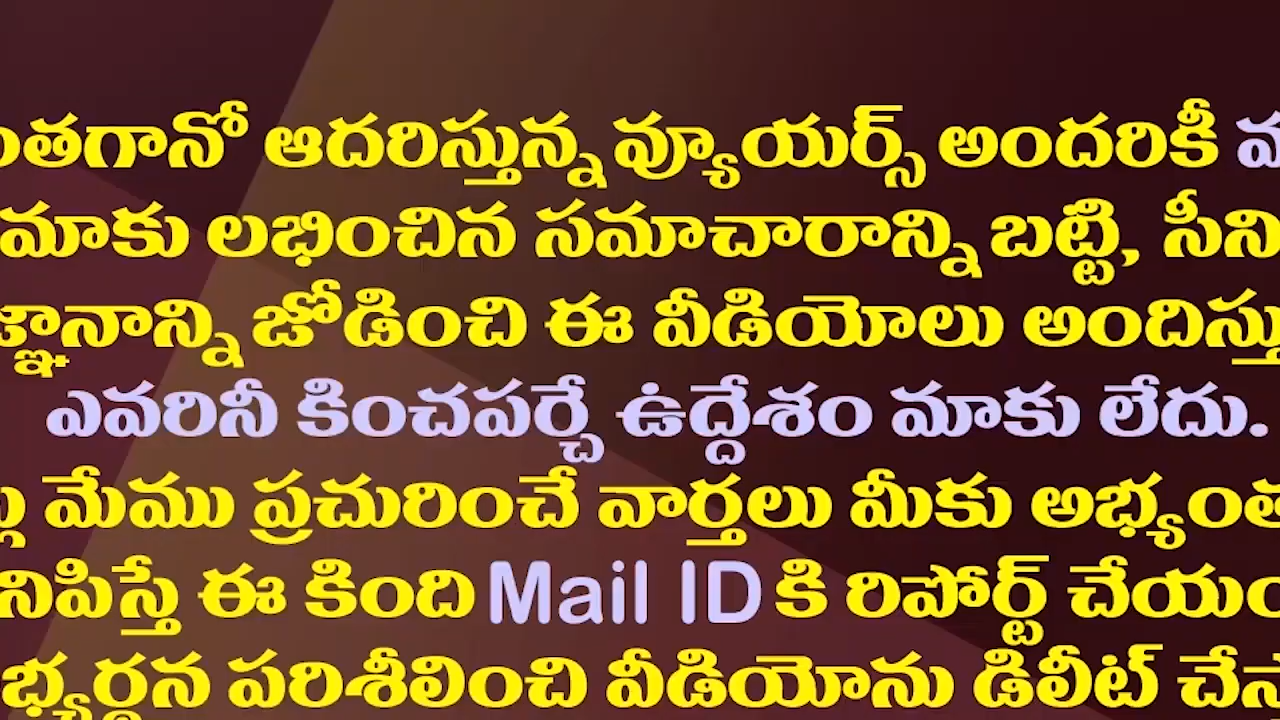 ంతగానో ఆదరిస్తున్న వ్యూయర్స్ అందరికీ
మాకు లభించిన సమాచారాన్ని బట్టి, సీని
జ్ఞానాన్ని జోడించి ఈ వీడియోలు అందిస్తు
ఎవరినీ కించపర్చే ఉద్దేశం మాకు లేదు.
మేము ప్రచురించే వార్తలు మీకు అభ్యంత
నిపిస్తే ఈ కింది Mail ID కి రిపోర్ట్ చేయం
భ్యర్థన పరిశీలించి వీడియోను డిలీట్ చేస